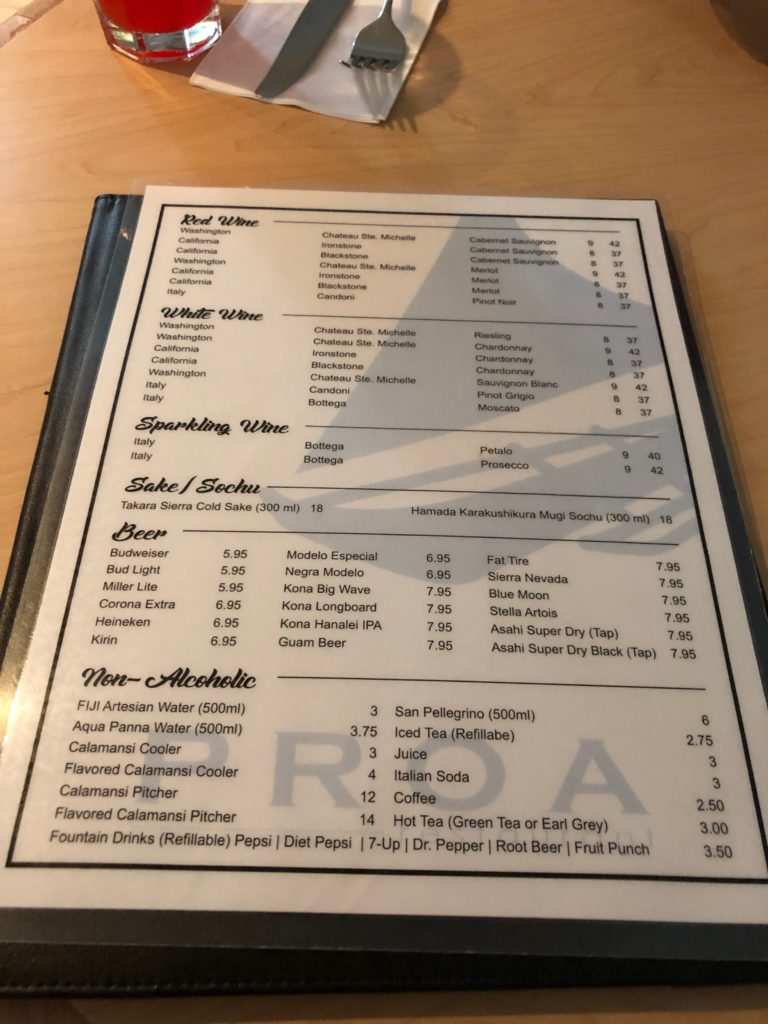 Red Wine
Washington Chateau Ste. Michelle Cabernet Sauvignon 9 42
California Ironstone Cabernet Sauvignon 8 37
California Blackstone Cabernet Sauvignon 8 37
Washington Chateau Ste. Michelle Merlot 9 42
California Ironstone Merlot 8 37
California Blackstone Merlot 8 37
Italy Candoni Pinot Noir 8 37
White Wine
Washington Chateau Ste. Michelle Riesling 8 37
Washington Chateau Ste. Michelle Chardonnay 9 42
California Ironstone Chardonnay 8 37
California Blackstone Chardonnay 8 37
Washington Chateau Ste. Michelle Sauvignon Blanc 9 42
Italy Candoni Pinot Grigio 8 37
Italy Bottega Moscato 8 37
Sparkling Wine
Italy Bottega Petalo 9 40
Italy Bottega Prosecco 9 42
Sake/Sochu
Takara Sierra Cold Sake (300 ml) 18 Hamada Karakushikura Mugi Sochu (300 ml) 18
Beer
Budweiser 5.95 Modelo Especial 6.95 Fat Tire 7.95
Bud Light 5.95 Negra Modelo 6.95 Sierra Nevada 7.95
Miller Lite 5.95 Kona Big Wave 7.95 Blue Moon 7.95
Corona Extra 6.95 Kona Longboard 7.95 Stella Artois 7.95
Heineken 6.95 Kona Hanalei IPA 7.95 Asahi Super Dry (Tap) 7.95
Kirin 6.95 Guam Beer 7.95 Asahi Super Dry Black (Tap) 7.95
Non-Alcoholic
FIJI Artesian Water (500ml) 3 San Pellegrino (500ml) 6
Aqua Panna Water (500ml) 3.75 Iced Tea (Refillabe) 2.75
Calamansi Cooler 3 Juice 3
Flavored Calamansi Cooler 4 Italian Soda 3
Calamansi Pitcher 12 Coffee 2.50
Flavored Calamansi Pitcher 14 Hot Tea (Green Tea or Earl Grey) 3.00
Fountain Drinks (Refillable) Pepsi | Diet Pepsi | 7-Up | Dr. Pepper | Root Beer | Fruit Punch 3.50
PROA